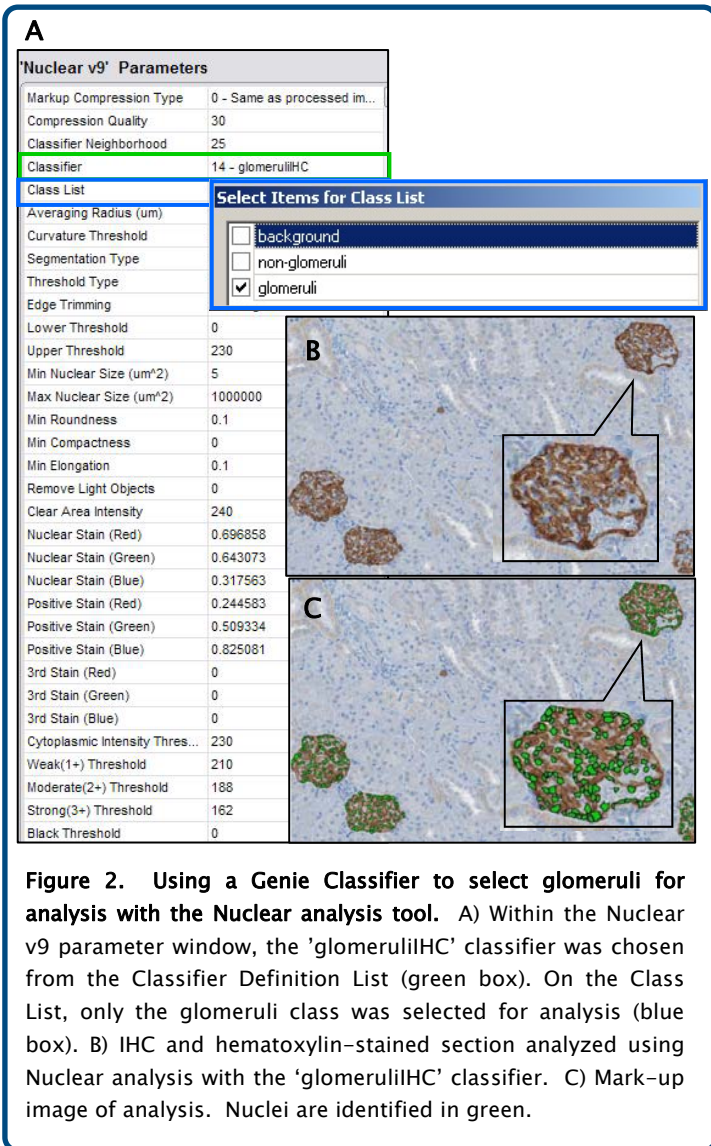 A
'Nuclear v9' Parameters
Markup Compression Type 0 - Same as processed im...
Compression Quality 30
Classifier Neighborhood 25
Classifier 14 - glomeruliIHC
Class List
Select Items for Class List
background
non-glomeruli
glomeruli
Averaging Radius (um)
Curvature Threshold
Segmentation Type
Threshold Type
Edge Trimming
Lower Threshold 0
Upper Threshold 230
Min Nuclear Size (um^2) 5
Max Nuclear Size (um^2) 1000000
Min Roundness 0.1
Min Compactness 0
Min Elongation 0.1
Remove Light Objects 0
Clear Area Intensity 240
Nuclear Stain (Red) 0.696858
Nuclear Stain (Green) 0.643073
Nuclear Stain (Blue) 0.317563
Positive Stain (Red) 0.244583
Positive Stain (Green) 0.509334
Positive Stain (Blue) 0.825081
3rd Stain (Red) 0
3rd Stain (Green) 0
3rd Stain (Blue) 0
Cytoplasmic Intensity Thres... 230
Weak(1+) Threshold 210
Moderate(2+) Threshold 188
Strong(3+) Threshold 162
Black Threshold 0
B
C
Figure 2. Using a Genie Classifier to select glomeruli for
analysis with the Nuclear analysis tool. A) Within the Nuclear
v9 parameter window, the 'glomeruliIHC' classifier was chosen
from the Classifier Definition List (green box). On the Class
List, only the glomeruli class was selected for analysis (blue
box). B) IHC and hematoxylin-stained section analyzed using
Nuclear analysis with the 'glomeruliIHC' classifier. C) Mark-up
image of analysis. Nuclei are identified in green.